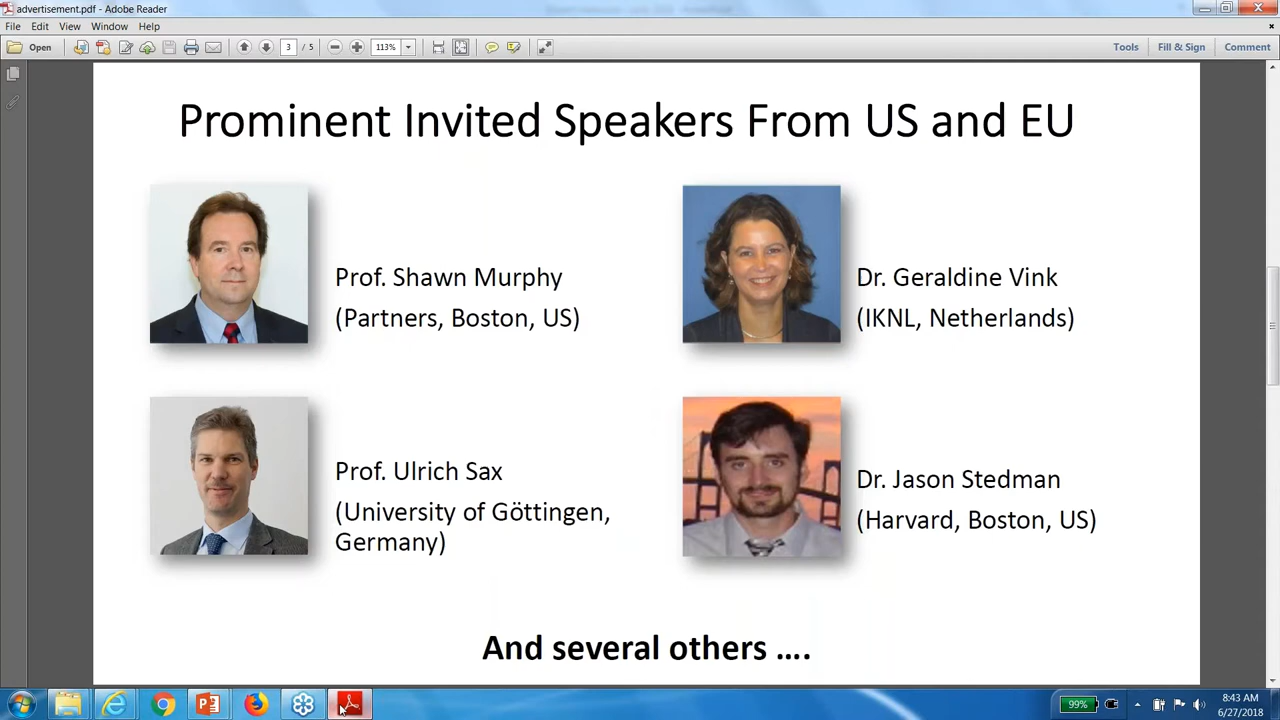 advertisement.pdf - Adobe Reader
File Edit View Window Help
Open 3 / 5 113% Tools Fill & Sign Comment
Prominent Invited Speakers From US and EU
Prof. Shawn Murphy
(Partners, Boston, US)
Dr. Geraldine Vink
(IKNL, Netherlands)
Prof. Ulrich Sax
(University of Göttingen,
Germany)
Dr. Jason Stedman
(Harvard, Boston, US)
And several others ....
99%
8:43 AM
6/27/2018